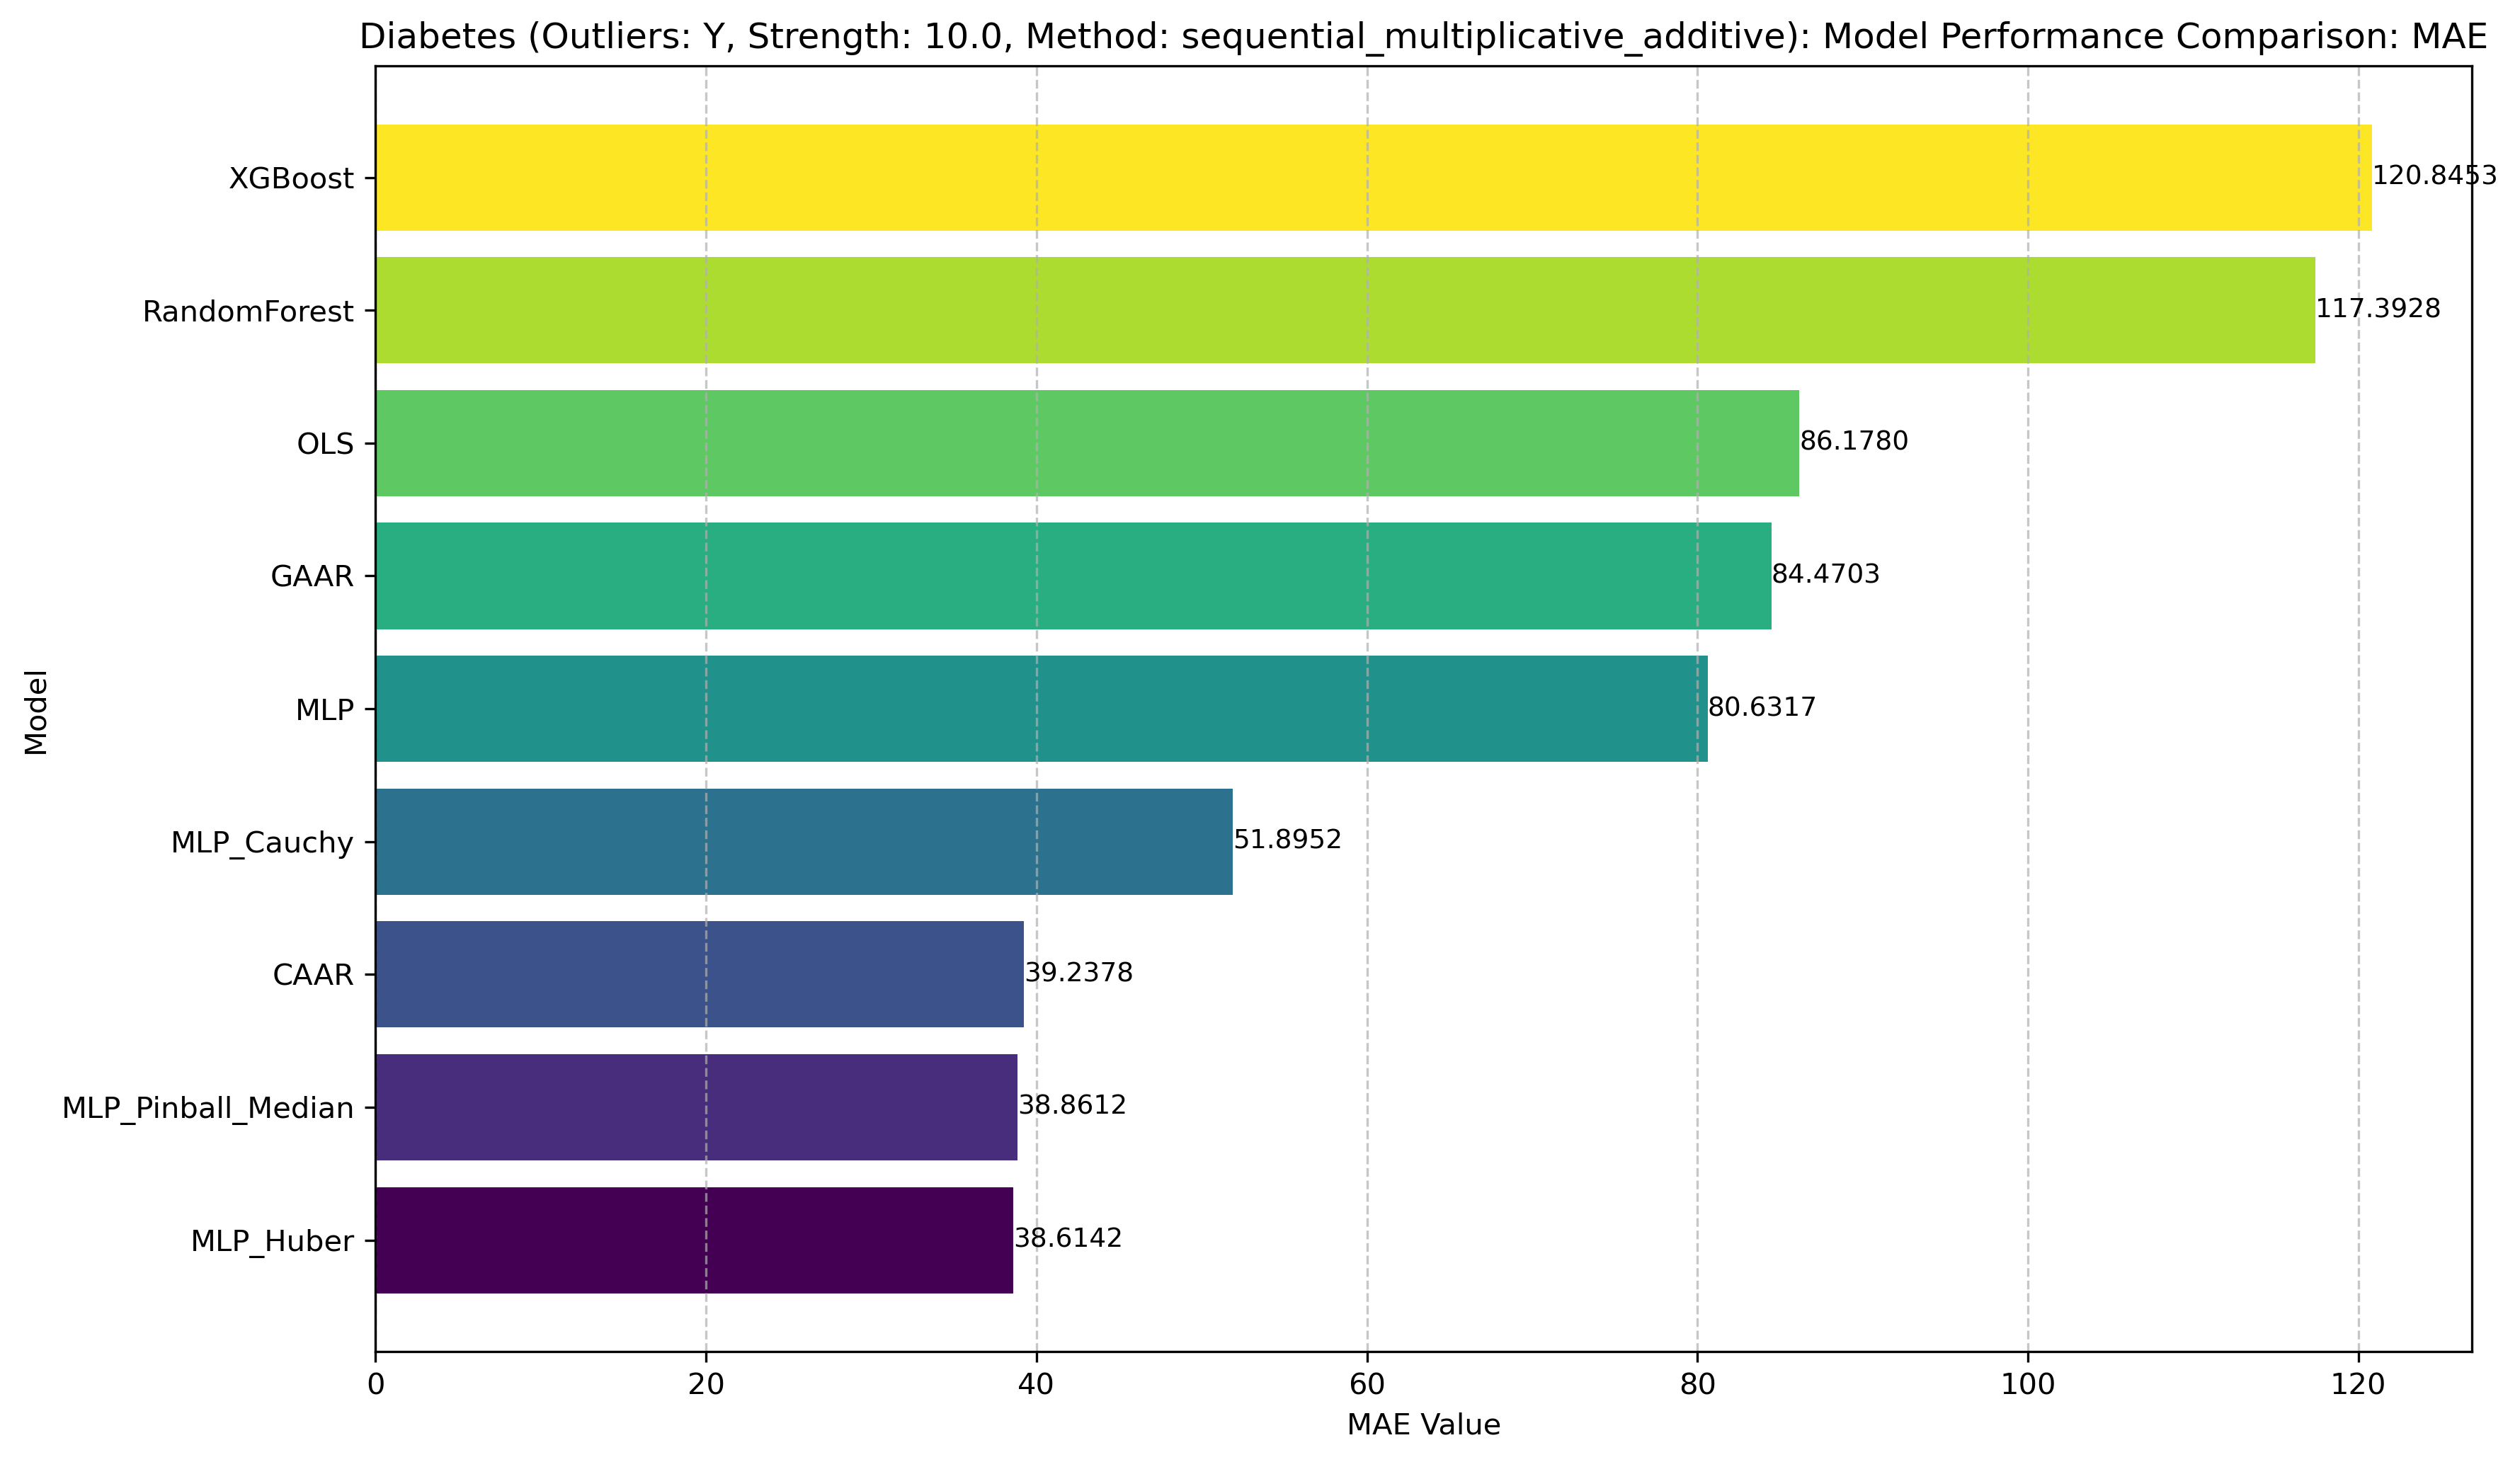 Diabetes (Outliers: Y, Strength: 10.0, Method: sequential_multiplicative_additive): Model Performance Comparison: MAE
XGBoost 120.8453
RandomForest 117.3928
OLS 86.1780
GAAR 84.4703
MLP 80.6317
MLP_Cauchy 51.8952
CAAR 39.2378
MLP_Pinball_Median 38.8612
MLP_Huber 38.6142
Model
0 20 40 60 80 100 120
MAE Value